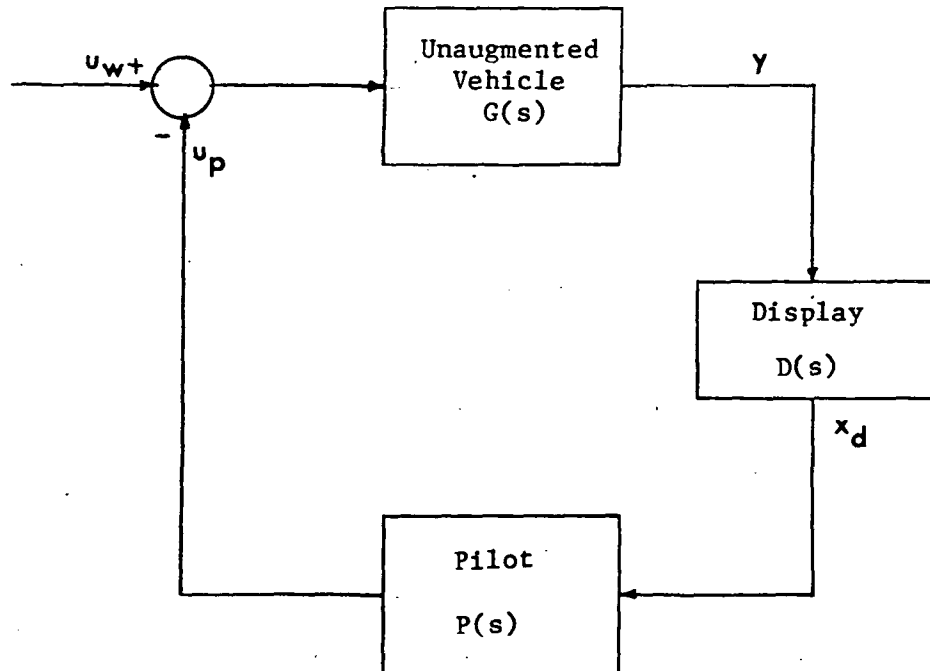 Unaugmented
Vehicle
G(s)
u_w+
-
u_p
y
Display
D(s)
x_d
Pilot
P(s)